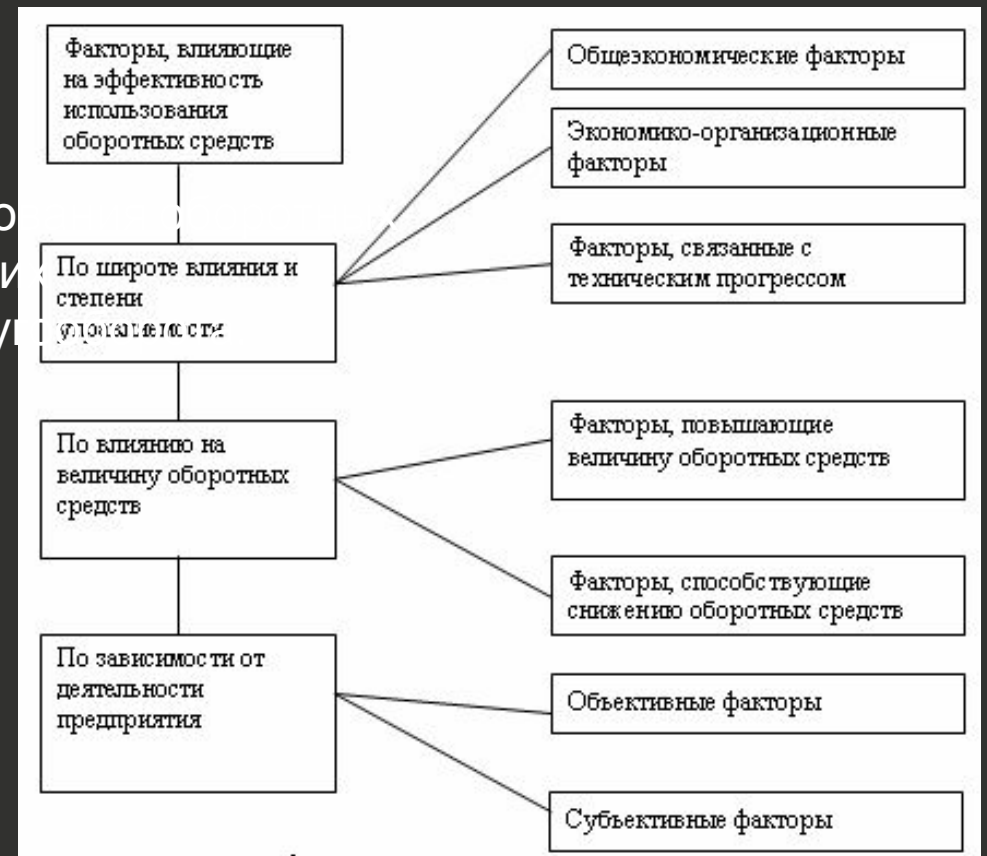 Факторы, влияющие
на эффективность
использования
оборотных средств
По широте влияния и
степени
управляемости
По влиянию на
величину оборотных
средств
По зависимости от
деятельности
предприятия
Общеэкономические факторы
Экономико-организационные
факторы
Факторы, связанные с
техническим прогрессом
Факторы, повышающие
величину оборотных средств
Факторы, способствующие
снижению оборотных средств
Объективные факторы
Субъективные факторы